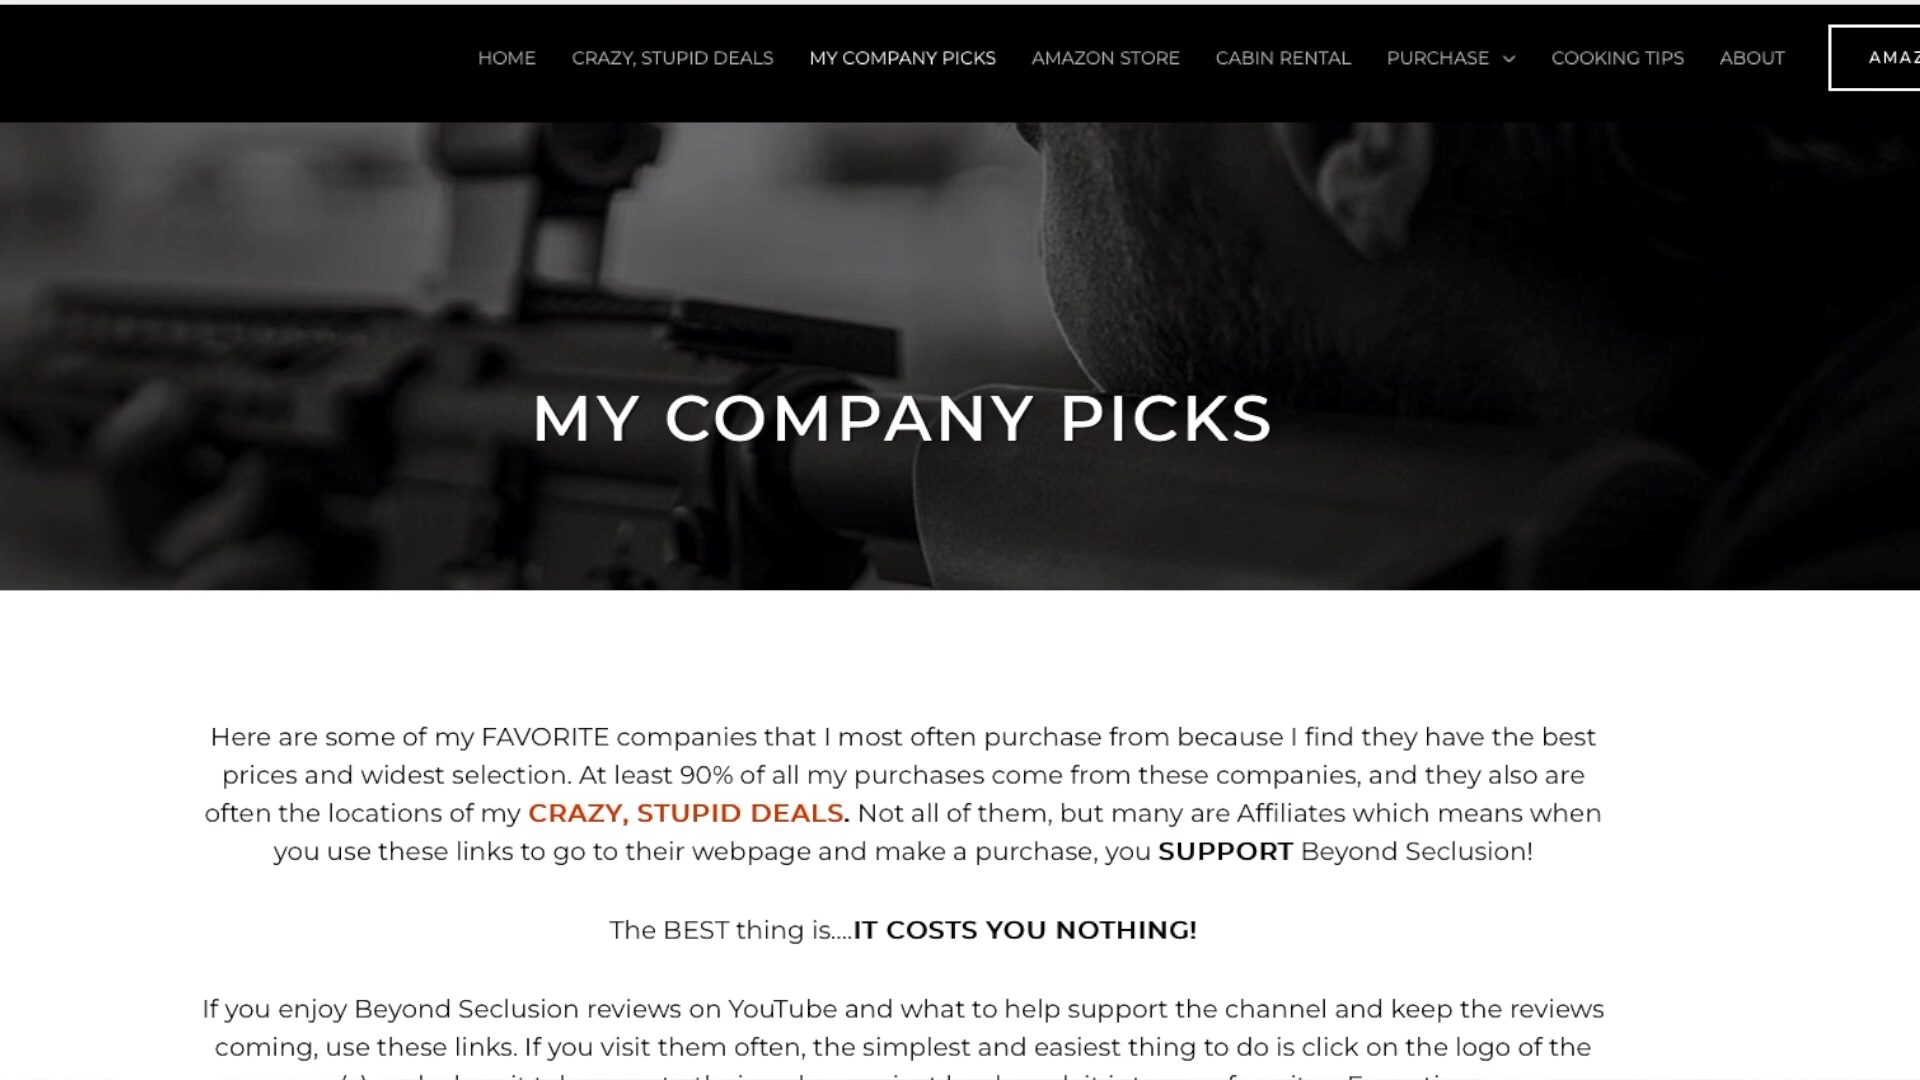 HOME CRAZY, STUPID DEALS MY COMPANY PICKS AMAZON STORE CABIN RENTAL PURCHASE COOKING TIPS ABOUT
MY COMPANY PICKS
Here are some of my FAVORITE companies that I most often purchase from because I find they have the best
prices and widest selection. At least 90% of all my purchases come from these companies, and they also are
often the locations of my CRAZY, STUPID DEALS. Not all of them, but many are Affiliates which means when
you use these links to go to their webpage and make a purchase, you SUPPORT Beyond Seclusion!
The BEST thing is....IT COSTS YOU NOTHING!
If you enjoy Beyond Seclusion reviews on YouTube and what to help support the channel and keep the reviews
coming, use these links. If you visit them often, the simplest and easiest thing to do is click on the logo of the